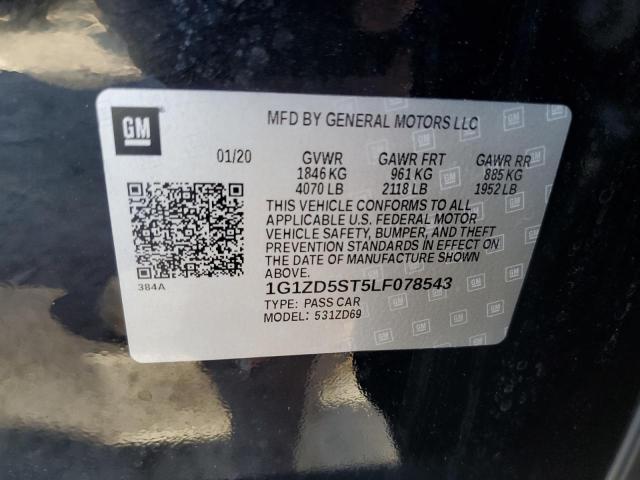 GM
MFD BY GENERAL MOTORS LLC
01/20 GVWR GAWR FRT GAWR RR
1846 KG 961 KG 885 KG
4070 LB 2118 LB 1952 LB
THIS VEHICLE CONFORMS TO ALL
APPLICABLE U.S. FEDERAL MOTOR
VEHICLE SAFETY, BUMPER, AND THEFT
PREVENTION STANDARDS IN EFFECT ON
THE DATE OF MANUFACTURE SHOWN
ABOVE.
384A
1G1ZD5ST5LF078543
TYPE: PASS CAR
MODEL: 531ZD69